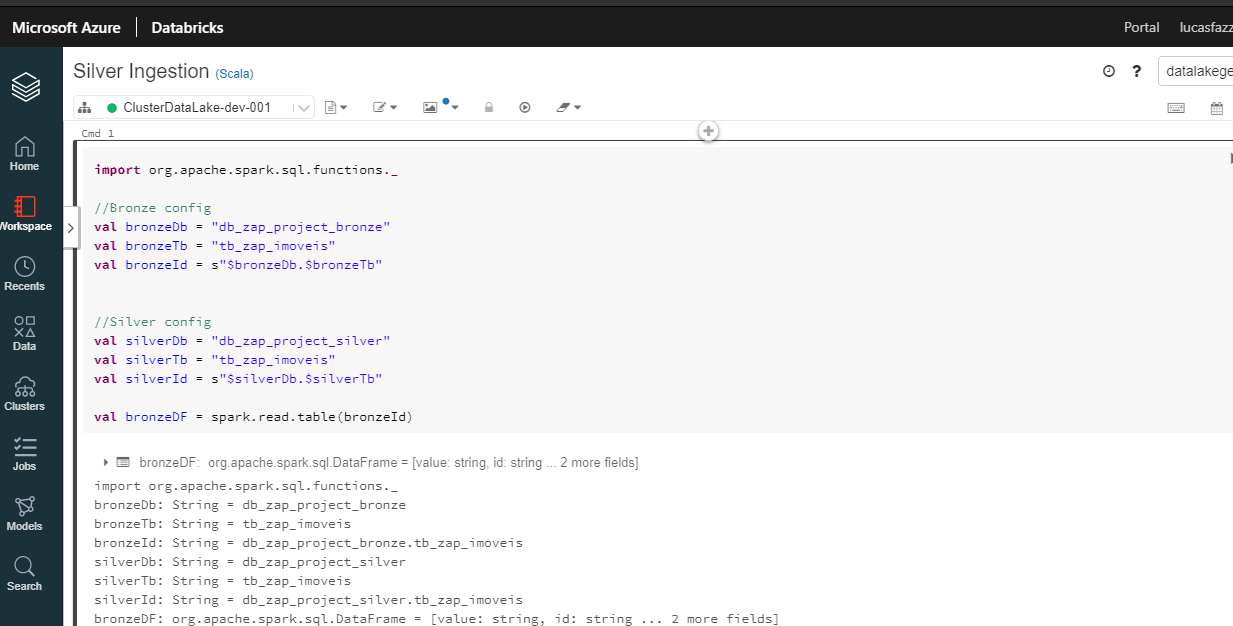 Microsoft Azure Databricks Portal lucasfazz
Silver Ingestion (Scala) ? datalakege
ClusterDataLake-dev-001
Cmd 1
Home
Workspace
Recents
Data
Clusters
Jobs
Models
Search
import org.apache.spark.sql.functions._
//Bronze config
val bronzeDb = "db_zap_project_bronze"
val bronzeTb = "tb_zap_imoveis"
val bronzeId = s"$bronzeDb.$bronzeTb"
//Silver config
val silverDb = "db_zap_project_silver"
val silverTb = "tb_zap_imoveis"
val silverId = s"$silverDb.$silverTb"
val bronzeDF = spark.read.table(bronzeId)
bronzeDF: org.apache.spark.sql.DataFrame = [value: string, id: string ... 2 more fields]
import org.apache.spark.sql.functions._
bronzeDb: String = db_zap_project_bronze
bronzeTb: String = tb_zap_imoveis
bronzeId: String = db_zap_project_bronze.tb_zap_imoveis
silverDb: String = db_zap_project_silver
silverTb: String = tb_zap_imoveis
silverId: String = db_zap_project_silver.tb_zap_imoveis
bronzeDF: org.apache.spark.sql.DataFrame = [value: string, id: string ... 2 more fields]